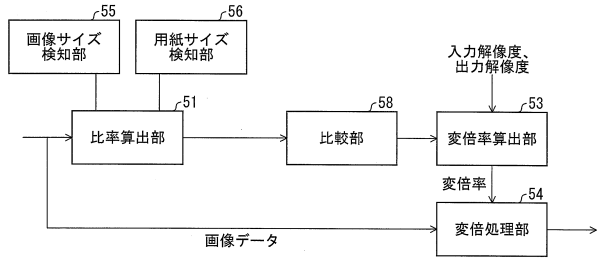 55
56
画像サイズ
検知部
用紙サイズ
検知部
入力解像度、
出力解像度
51
58
53
比率算出部
比較部
変倍率算出部
変倍率
54
変倍処理部
画像データ